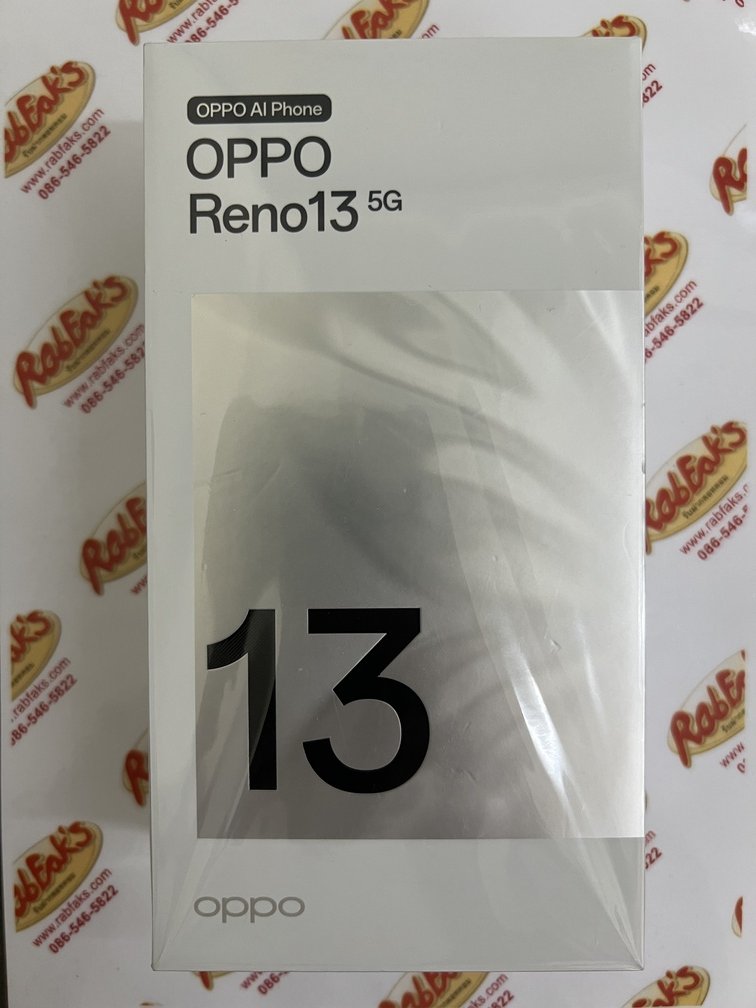 OPPO AI Phone
OPPO
Reno13 5G
13
oppo
RabFak's
www.rabfaks.com
086-546-5822